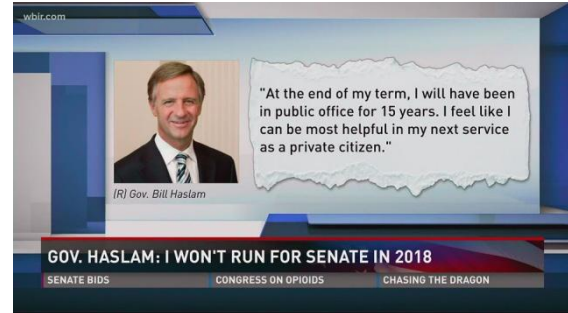 wbir.com
"At the end of my term, I will have been
in public office for 15 years. I feel like I
can be most helpful in my next service
as a private citizen."
(R) Gov. Bill Haslam
GOV. HASLAM: I WON'T RUN FOR SENATE IN 2018
SENATE BIDS
CONGRESS ON OPIOIDS
CHASING THE DRAGON